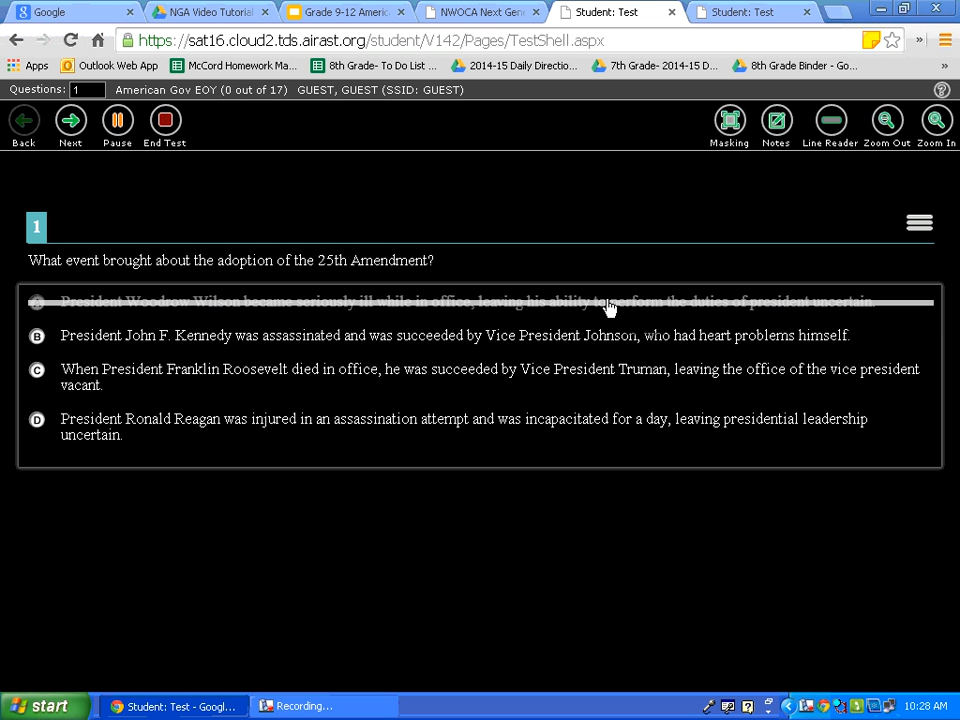 Google
NGA Video Tutorial
Grade 9-12 Americ
NWOCA Next Gen
Student: Test
Student: Test
https://sat16.cloud2.tds.airast.org/student/V142/Pages/TestShell.aspx
Apps
Outlook Web App
McCord Homework Ma...
8th Grade- To Do List ...
2014-15 Daily Directio...
7th Grade- 2014-15 D...
8th Grade Binder - Go...
Questions: 1 American Gov EOY (0 out of 17) GUEST, GUEST (SSID: GUEST)
Back Next Pause End Test Masking Notes Line Reader Zoom Out Zoom In
1
What event brought about the adoption of the 25th Amendment?
A President Woodrow Wilson became seriously ill while in office, leaving his ability to perform the duties of president uncertain.
B President John F. Kennedy was assassinated and was succeeded by Vice President Johnson, who had heart problems himself.
C When President Franklin Roosevelt died in office, he was succeeded by Vice President Truman, leaving the office of the vice president
vacant.
D President Ronald Reagan was injured in an assassination attempt and was incapacitated for a day, leaving presidential leadership
uncertain.
start
Student: Test - Googl...
Recording...
10:28 AM